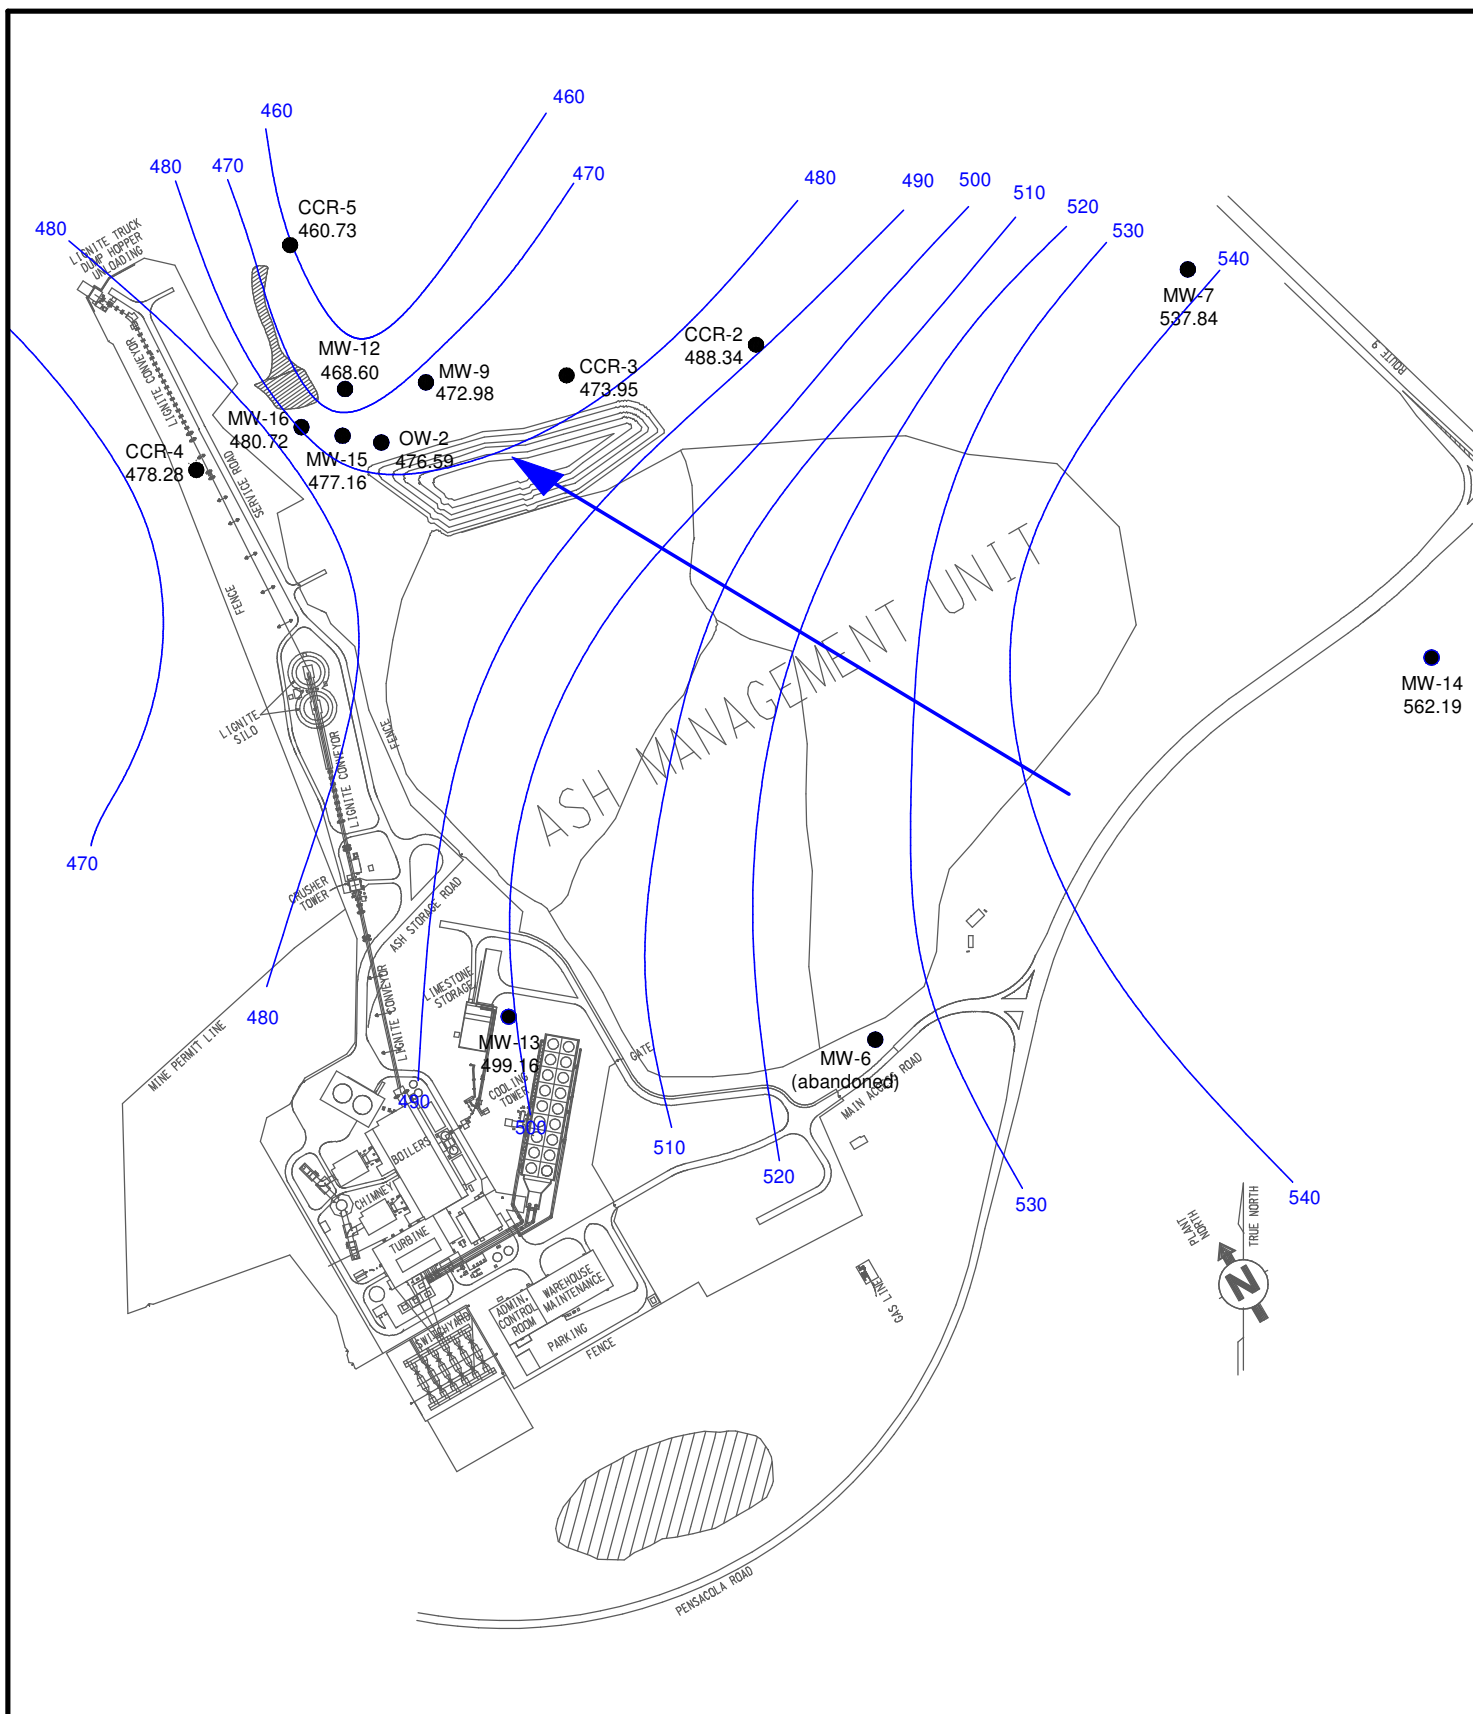 460
460
480
470
470
480
490
500
510
520
530
540
480
CCR-5
460.73
LIGNITE TRUCK
DUMP HOPPER
UNLOADING
MW-7
537.84
ROUTE 9
CCR-2
488.34
MW-12
468.60
MW-9
472.98
CCR-3
473.95
LIGNITE CONVEYOR
MW-16
480.72
OW-2
476.59
MW-15
477.16
CCR-4
478.28
SERVICE ROAD
FENCE
ASH MANAGEMENT UNIT
MW-14
562.19
LIGNITE
SILO
FENCE
LIGNITE CONVEYOR
470
CRUSHER
TOWER
ASH STORAGE ROAD
LIGNITE CONVEYOR
LIMESTONE
STORAGE
480
MINE PERMIT LINE
MW-13
499.16
GATE
MW-6
(abandoned)
MAIN ACCESS ROAD
COOLING
TOWER
490
500
510
520
530
540
BOILERS
CHIMNEY
TURBINE
PLANT
NORTH
TRUE NORTH
N
WAREHOUSE
MAINTENANCE
ADMIN.
CONTROL
ROOM
PARKING
FENCE
SWITCHYARD
GAS LINE
PENSACOLA ROAD